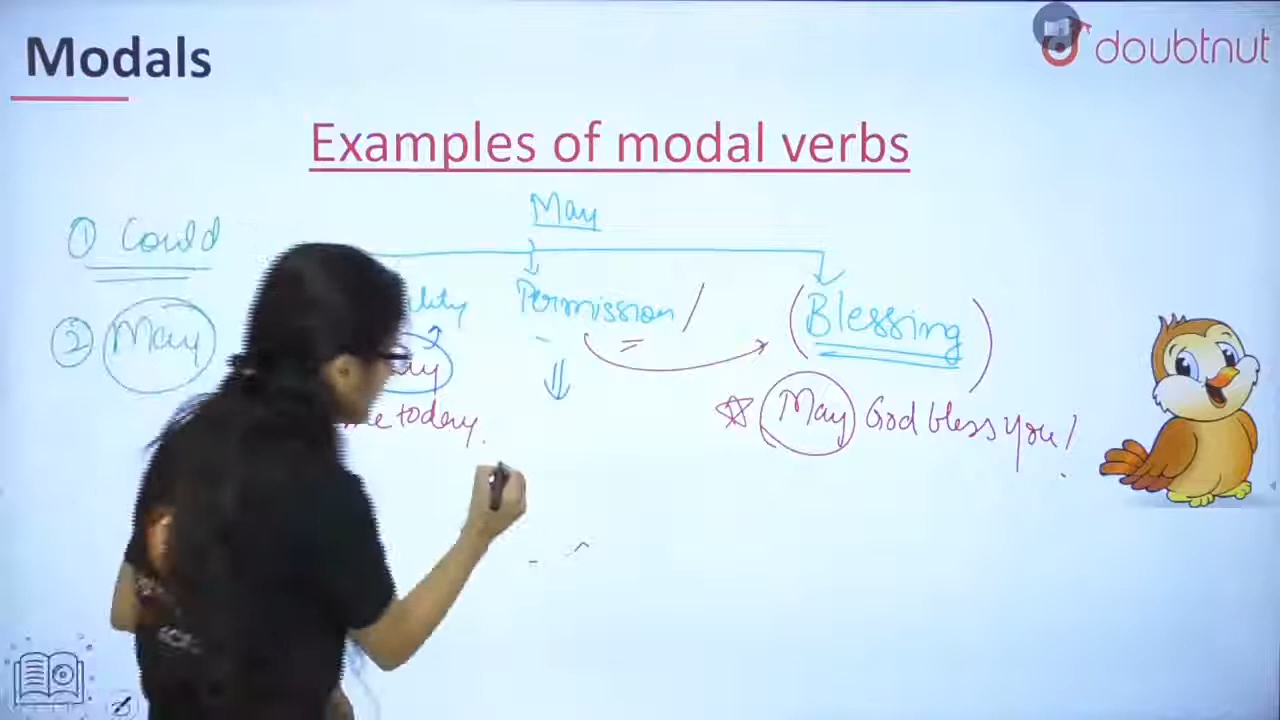 Modals
doubtnut
Examples of modal verbs
May
① Could
Permission/
(Blessing)
② May
today.
☆ May God bless you!